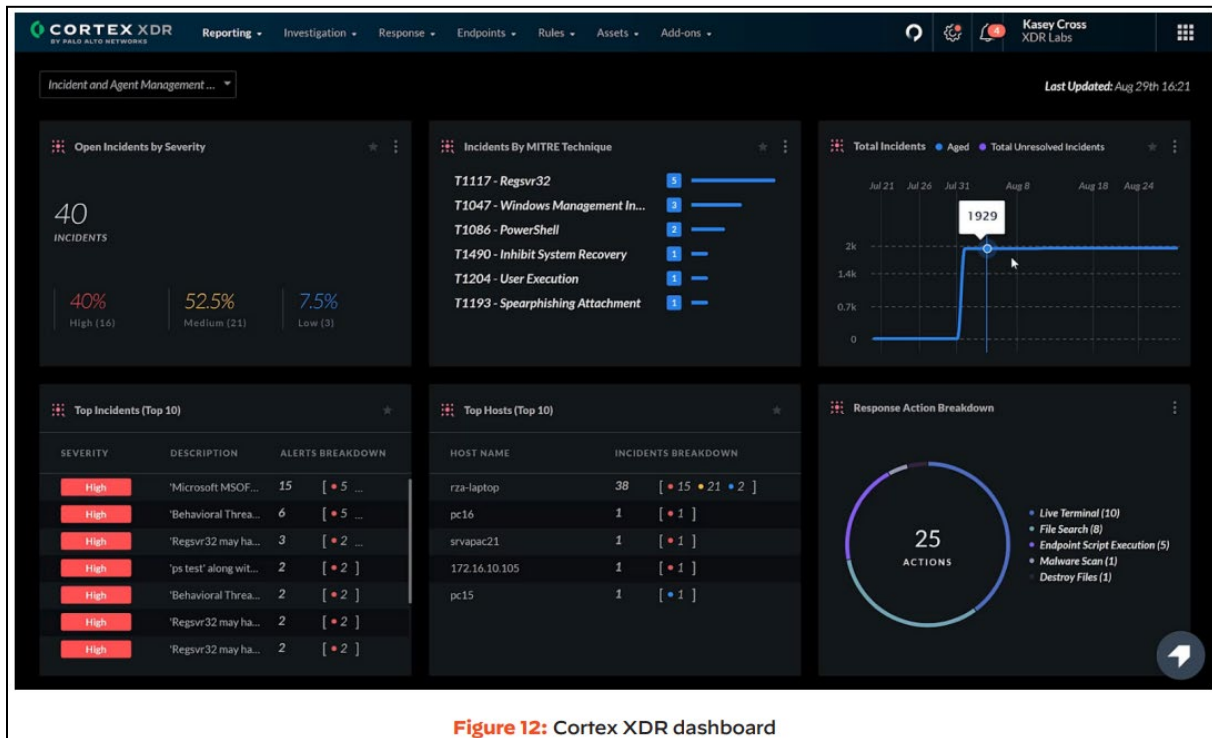 CORTEX XDR
BY PALO ALTO NETWORKS
Reporting
Investigation
Response
Endpoints
Rules
Assets
Add-ons
4
Kasey Cross
XDR Labs
Incident and Agent Management ...
Last Updated: Aug 29th 16:21
Open Incidents by Severity
40
INCIDENTS
40%
High (16)
52.5%
Medium (21)
7.5%
Low (3)
Incidents By MITRE Technique
T1117 - Regsvr32 5
T1047 - Windows Management In... 3
T1086 - PowerShell 2
T1490 - Inhibit System Recovery 1
T1204 - User Execution 1
T1193 - Spearphishing Attachment 1
Total Incidents Aged Total Unresolved Incidents
Jul 21 Jul 26 Jul 31 Aug 8 Aug 18 Aug 24
1929
2k
1.4k
0.7k
0
Top Incidents (Top 10)
SEVERITY DESCRIPTION ALERTS BREAKDOWN
High 'Microsoft MSOF... 15 [ • 5 ...
High 'Behavioral Threa... 6 [ • 5 ...
High 'Regsvr32 may ha... 3 [ • 2 ...
High 'ps test' along wit... 2 [ • 2 ]
High 'Behavioral Threa... 2 [ • 2 ]
High 'Regsvr32 may ha... 2 [ • 2 ]
High 'Regsvr32 may ha... 2 [ • 2 ]
Top Hosts (Top 10)
HOST NAME INCIDENTS BREAKDOWN
rza-laptop 38 [ • 15 • 21 • 2 ]
pc16 1 [ • 1 ]
srvapac21 1 [ • 1 ]
172.16.10.105 1 [ • 1 ]
pc15 1 [ • 1 ]
Response Action Breakdown
25
ACTIONS
Live Terminal (10)
File Search (8)
Endpoint Script Execution (5)
Malware Scan (1)
Destroy Files (1)
Figure 12: Cortex XDR dashboard